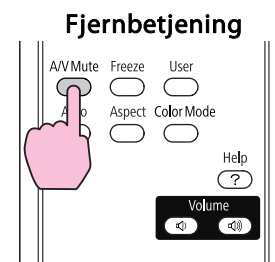 Fjernbetjening
A/V Mute Freeze User
Aspect Color Mode
Help
?
Volume